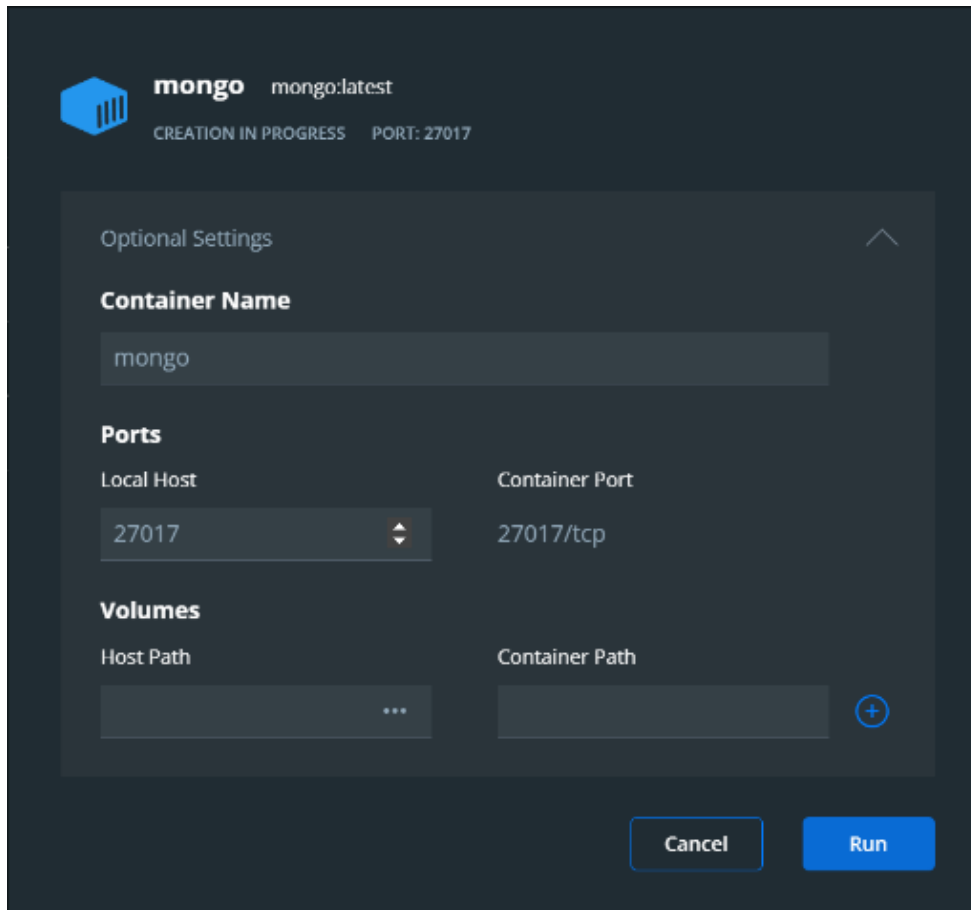 mongo mongo:latest
CREATION IN PROGRESS PORT: 27017
Optional Settings
Container Name
mongo
Ports
Local Host Container Port
27017 27017/tcp
Volumes
Host Path Container Path
•••
Cancel Run